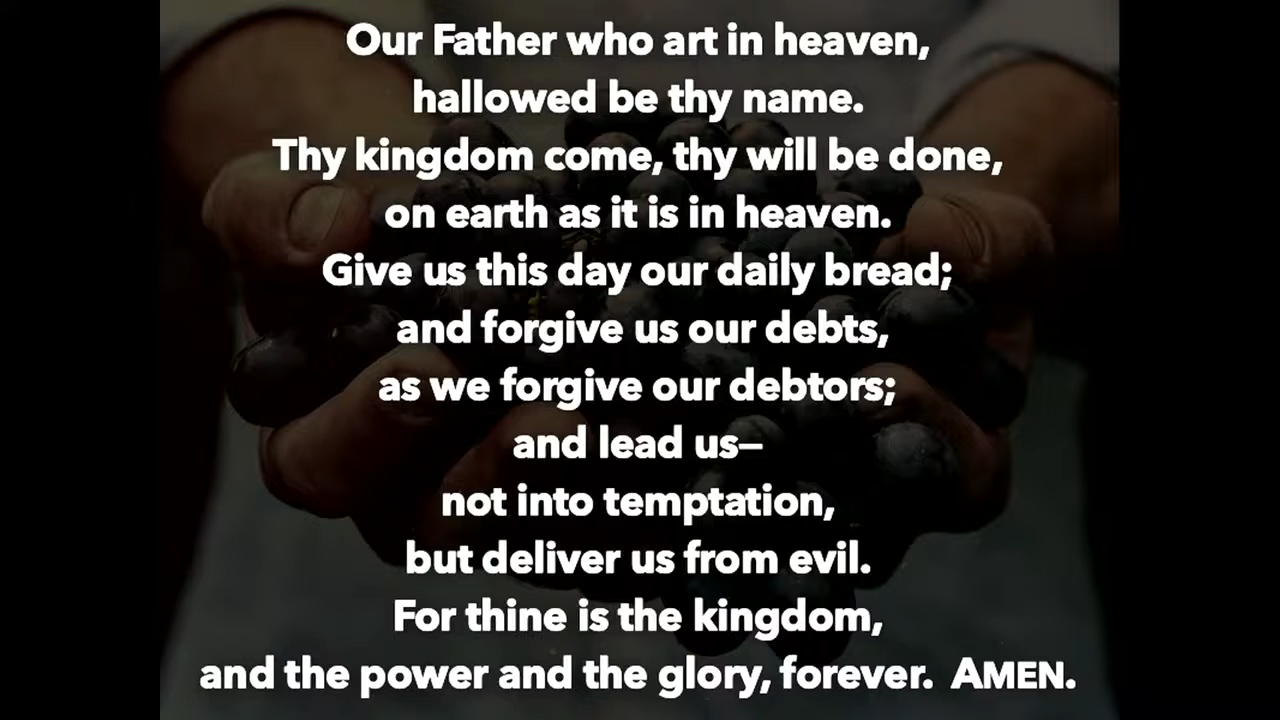 Our Father who art in heaven,
hallowed be thy name.
Thy kingdom come, thy will be done,
on earth as it is in heaven.
Give us this day our daily bread;
and forgive us our debts,
as we forgive our debtors;
and lead us—
not into temptation,
but deliver us from evil.
For thine is the kingdom,
and the power and the glory, forever. AMEN.